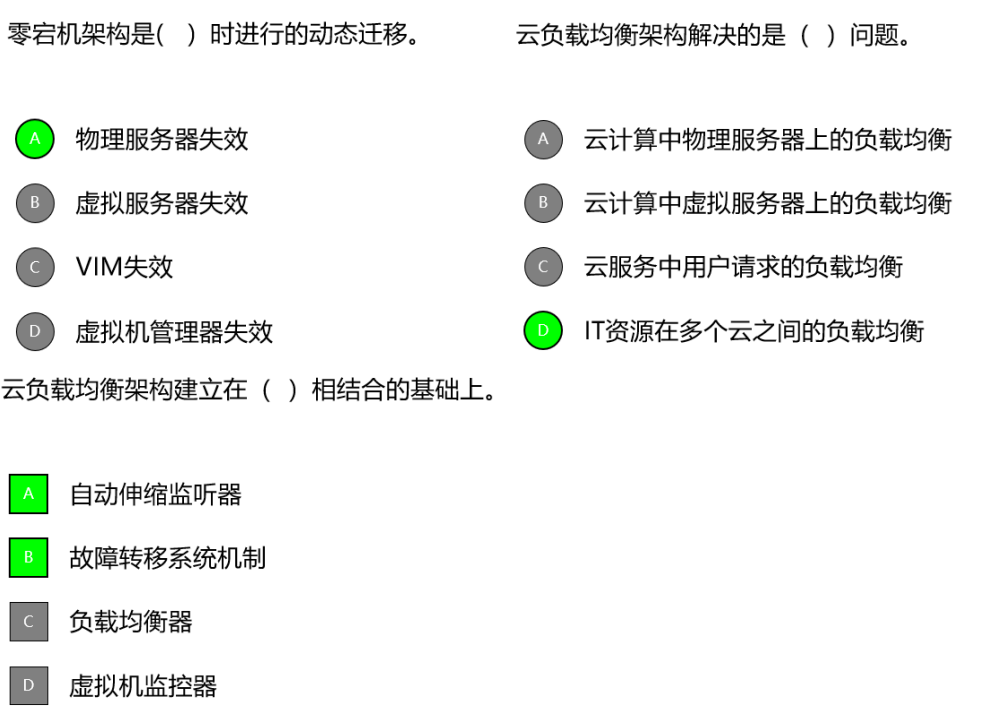 零宕机架构是(   ）时进行的动态迁移。
A 物理服务器失效
B 虚拟服务器失效
C VIM失效
D 虚拟机管理器失效
云负载均衡架构解决的是（   ）问题。
A 云计算中物理服务器上的负载均衡
B 云计算中虚拟服务器上的负载均衡
C 云服务中用户请求的负载均衡
D IT资源在多个云之间的负载均衡
云负载均衡架构建立在（   ）相结合的基础上。
A 自动伸缩监听器
B 故障转移系统机制
C 负载均衡器
D 虚拟机监控器